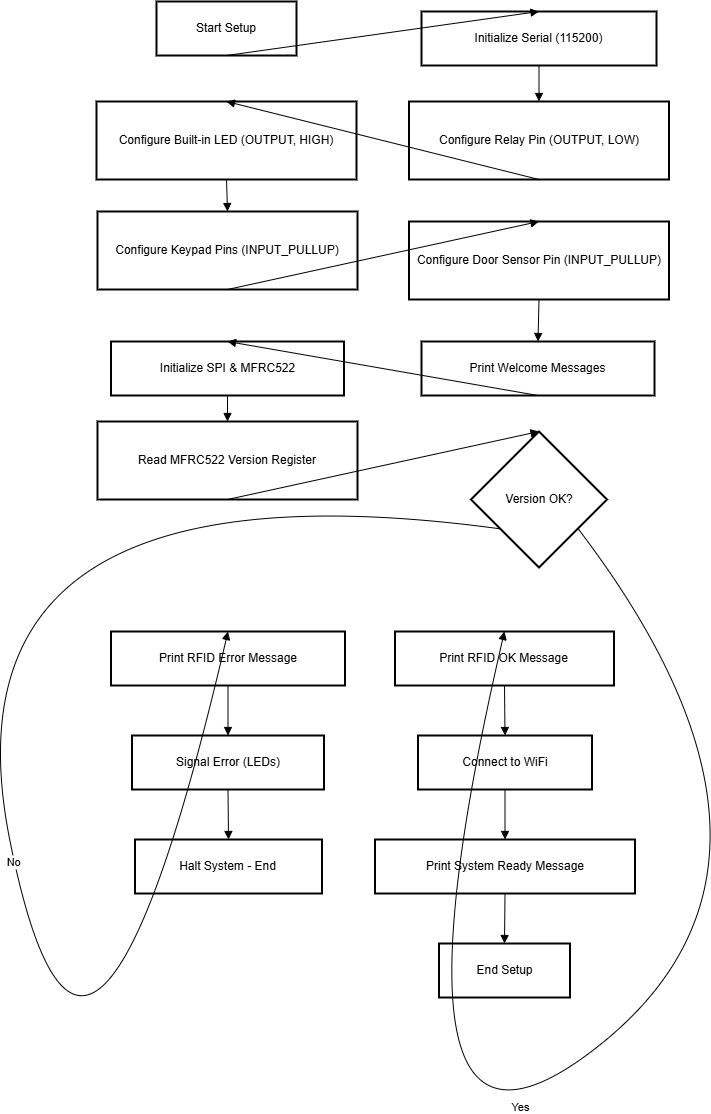 Start Setup
Initialize Serial (115200)
Configure Built-in LED (OUTPUT, HIGH)
Configure Relay Pin (OUTPUT, LOW)
Configure Keypad Pins (INPUT_PULLUP)
Configure Door Sensor Pin (INPUT_PULLUP)
Initialize SPI & MFRC522
Print Welcome Messages
Read MFRC522 Version Register
Version OK?
Print RFID Error Message
Print RFID OK Message
Signal Error (LEDs)
Connect to WiFi
No
Halt System - End
Print System Ready Message
End Setup
Yes